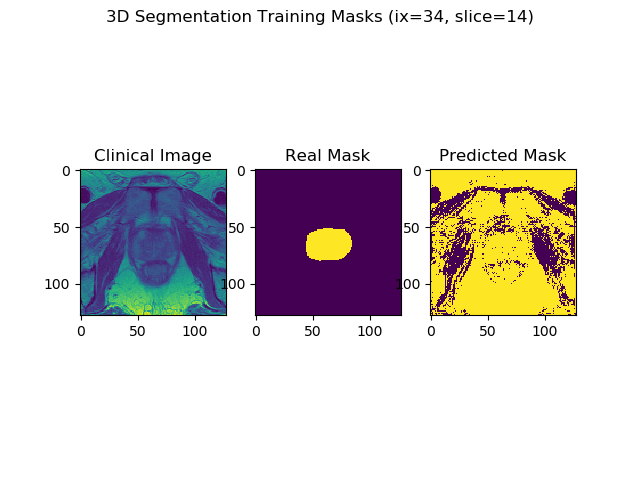 3D Segmentation Training Masks (ix=34, slice=14)
Clinical Image Real Mask Predicted Mask
0 0 0
50 50 50
100 100 100
0 50 100 0 50 100 0 50 100